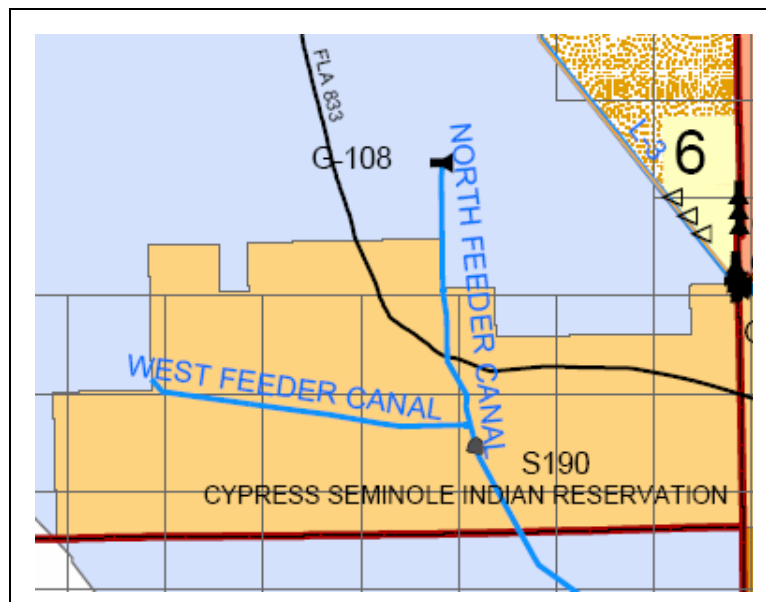 FLA 833
L-3
6
G-108
NORTH FEEDER CANAL
WEST FEEDER CANAL
S190
CYPRESS SEMINOLE INDIAN RESERVATION